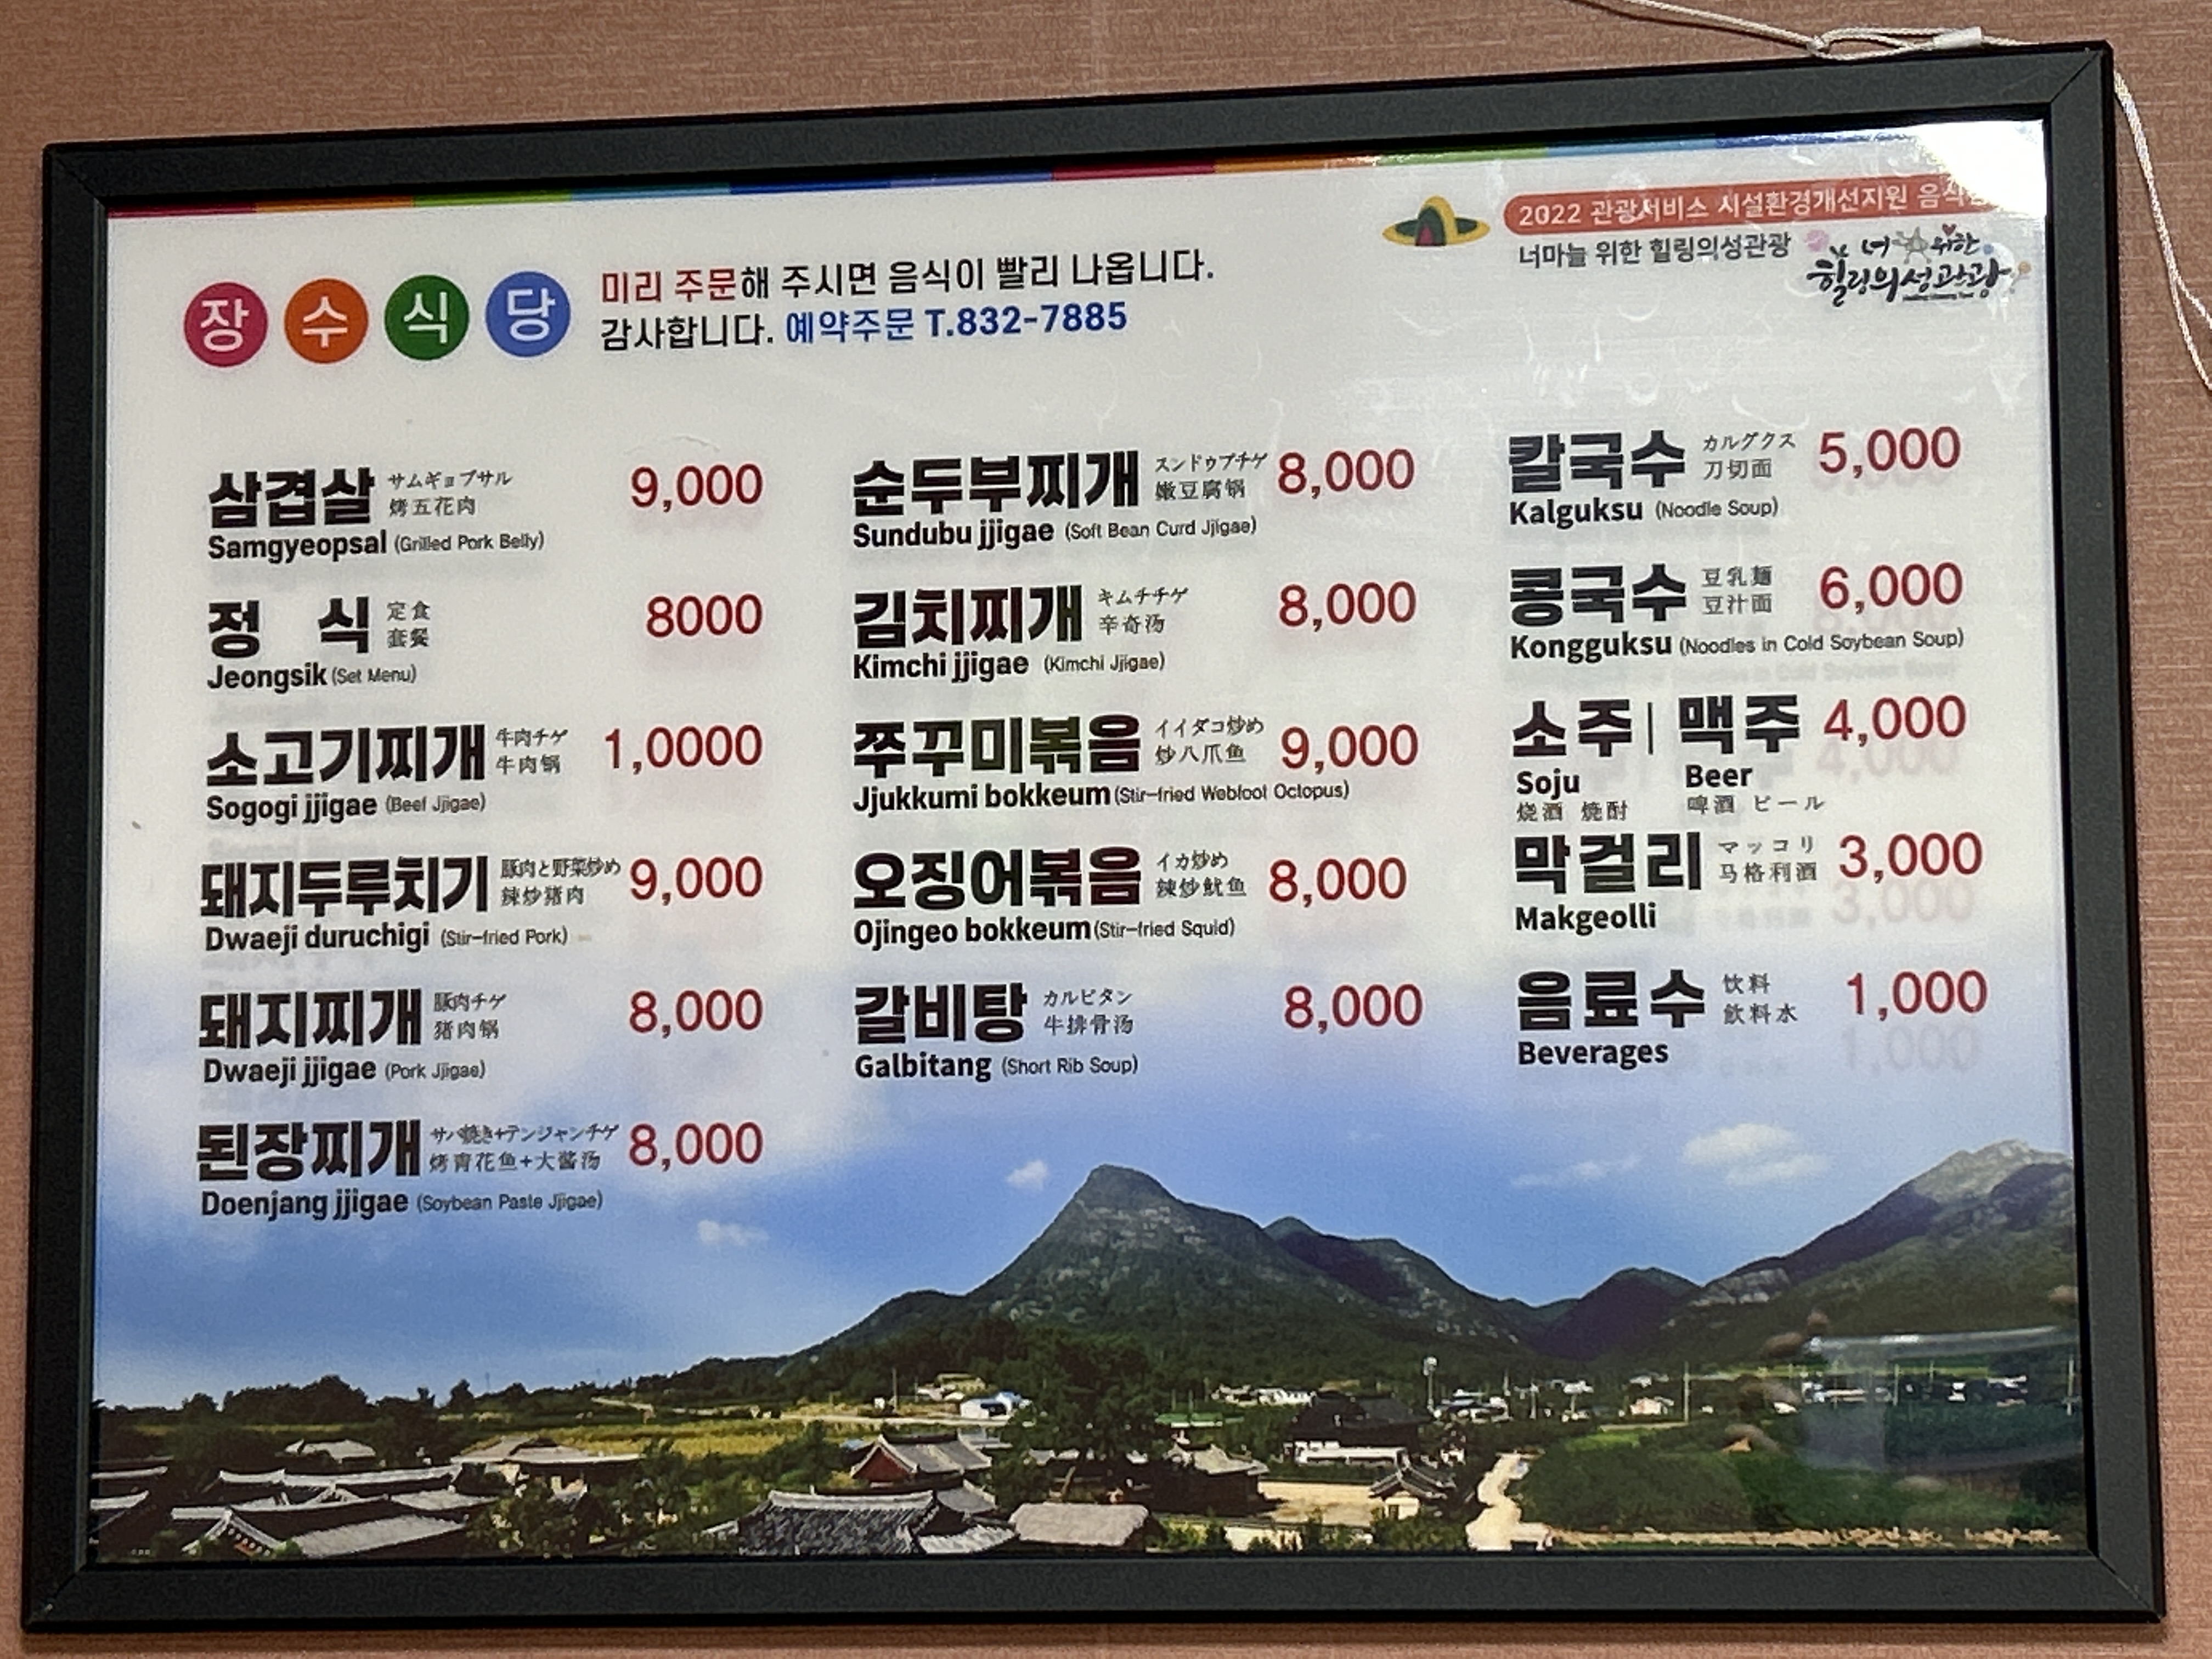 2022 관광서비스 시설환경개선지원
너마늘 위한 힐링의성관광
너 위한
힐링의성관광
장수식당
미리 주문해 주시면 음식이 빨리 나옵니다.
감사합니다. 예약주문 T.832-7885
삼겹살 サムギョプサル 9,000
烤五花肉
Samgyeopsal (Grilled Pork Belly)
정 식 定食 8000
套餐
Jeongsik (Set Menu)
소고기찌개 牛肉チゲ 1,0000
牛肉锅
Sogogi jjigae (Beef Jjigae)
돼지두루치기 豚肉と野菜炒め 9,000
辣炒猪肉
Dwaeji duruchigi (Stir-fried Pork)
돼지찌개 豚肉チゲ 8,000
猪肉锅
Dwaeji jjigae (Pork Jjigae)
된장찌개 サバ焼き+テンジャンチゲ 8,000
烤青花鱼+大酱汤
Doenjang jjigae (Soybean Paste Jjigae)
순두부찌개 スンドゥブチゲ 8,000
嫩豆腐锅
Sundubu jjigae (Soft Bean Curd Jjigae)
김치찌개 キムチチゲ 8,000
辛奇汤
Kimchi jjigae (Kimchi Jjigae)
쭈꾸미볶음 イイダコ炒め 9,000
炒八爪鱼
Jjukkumi bokkeum (Stir-fried Webfoot Octopus)
오징어볶음 イカ炒め 8,000
辣炒鱿鱼
Ojingeo bokkeum (Stir-fried Squid)
갈비탕 カルビタン 8,000
牛排骨汤
Galbitang (Short Rib Soup)
칼국수 カルグクス 5,000
刀切面
Kalguksu (Noodle Soup)
콩국수 豆乳麺 6,000
豆汁面
Kongguksu (Noodles in Cold Soybean Soup)
소주 | 맥주 4,000
Soju Beer
烧酒 焼酎 啤酒 ビール
막걸리 マッコリ 3,000
马格利酒
Makgeolli
음료수 饮料 1,000
飲料水
Beverages